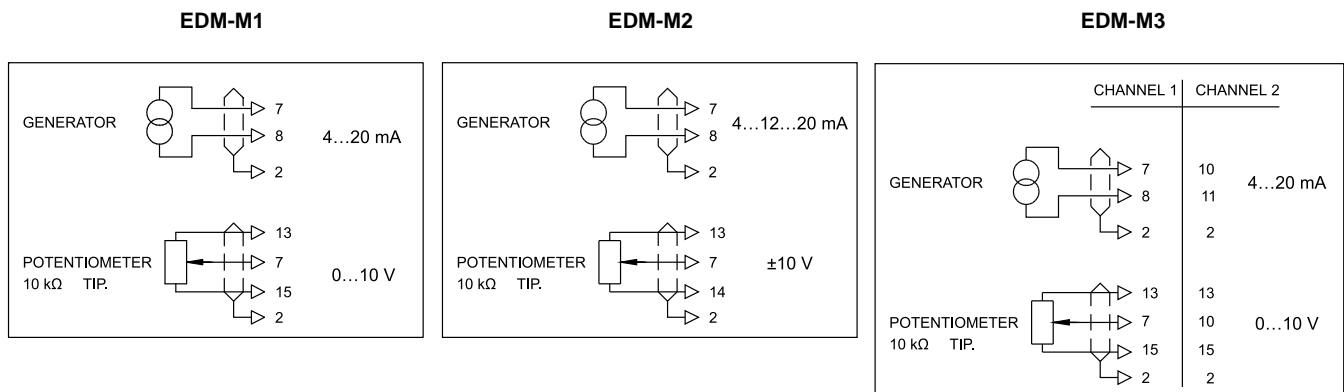 EDM-M1
GENERATOR
7
8
2
4...20 mA
POTENTIOMETER
10 kΩ TIP.
13
7
15
2
0...10 V
EDM-M2
GENERATOR
7
8
2
4...12...20 mA
POTENTIOMETER
10 kΩ TIP.
13
7
14
2
±10 V
EDM-M3
CHANNEL 1 CHANNEL 2
GENERATOR
7 10
8 11
2 2
4...20 mA
POTENTIOMETER
10 kΩ TIP.
13 13
7 10
15 15
2 2
0...10 V